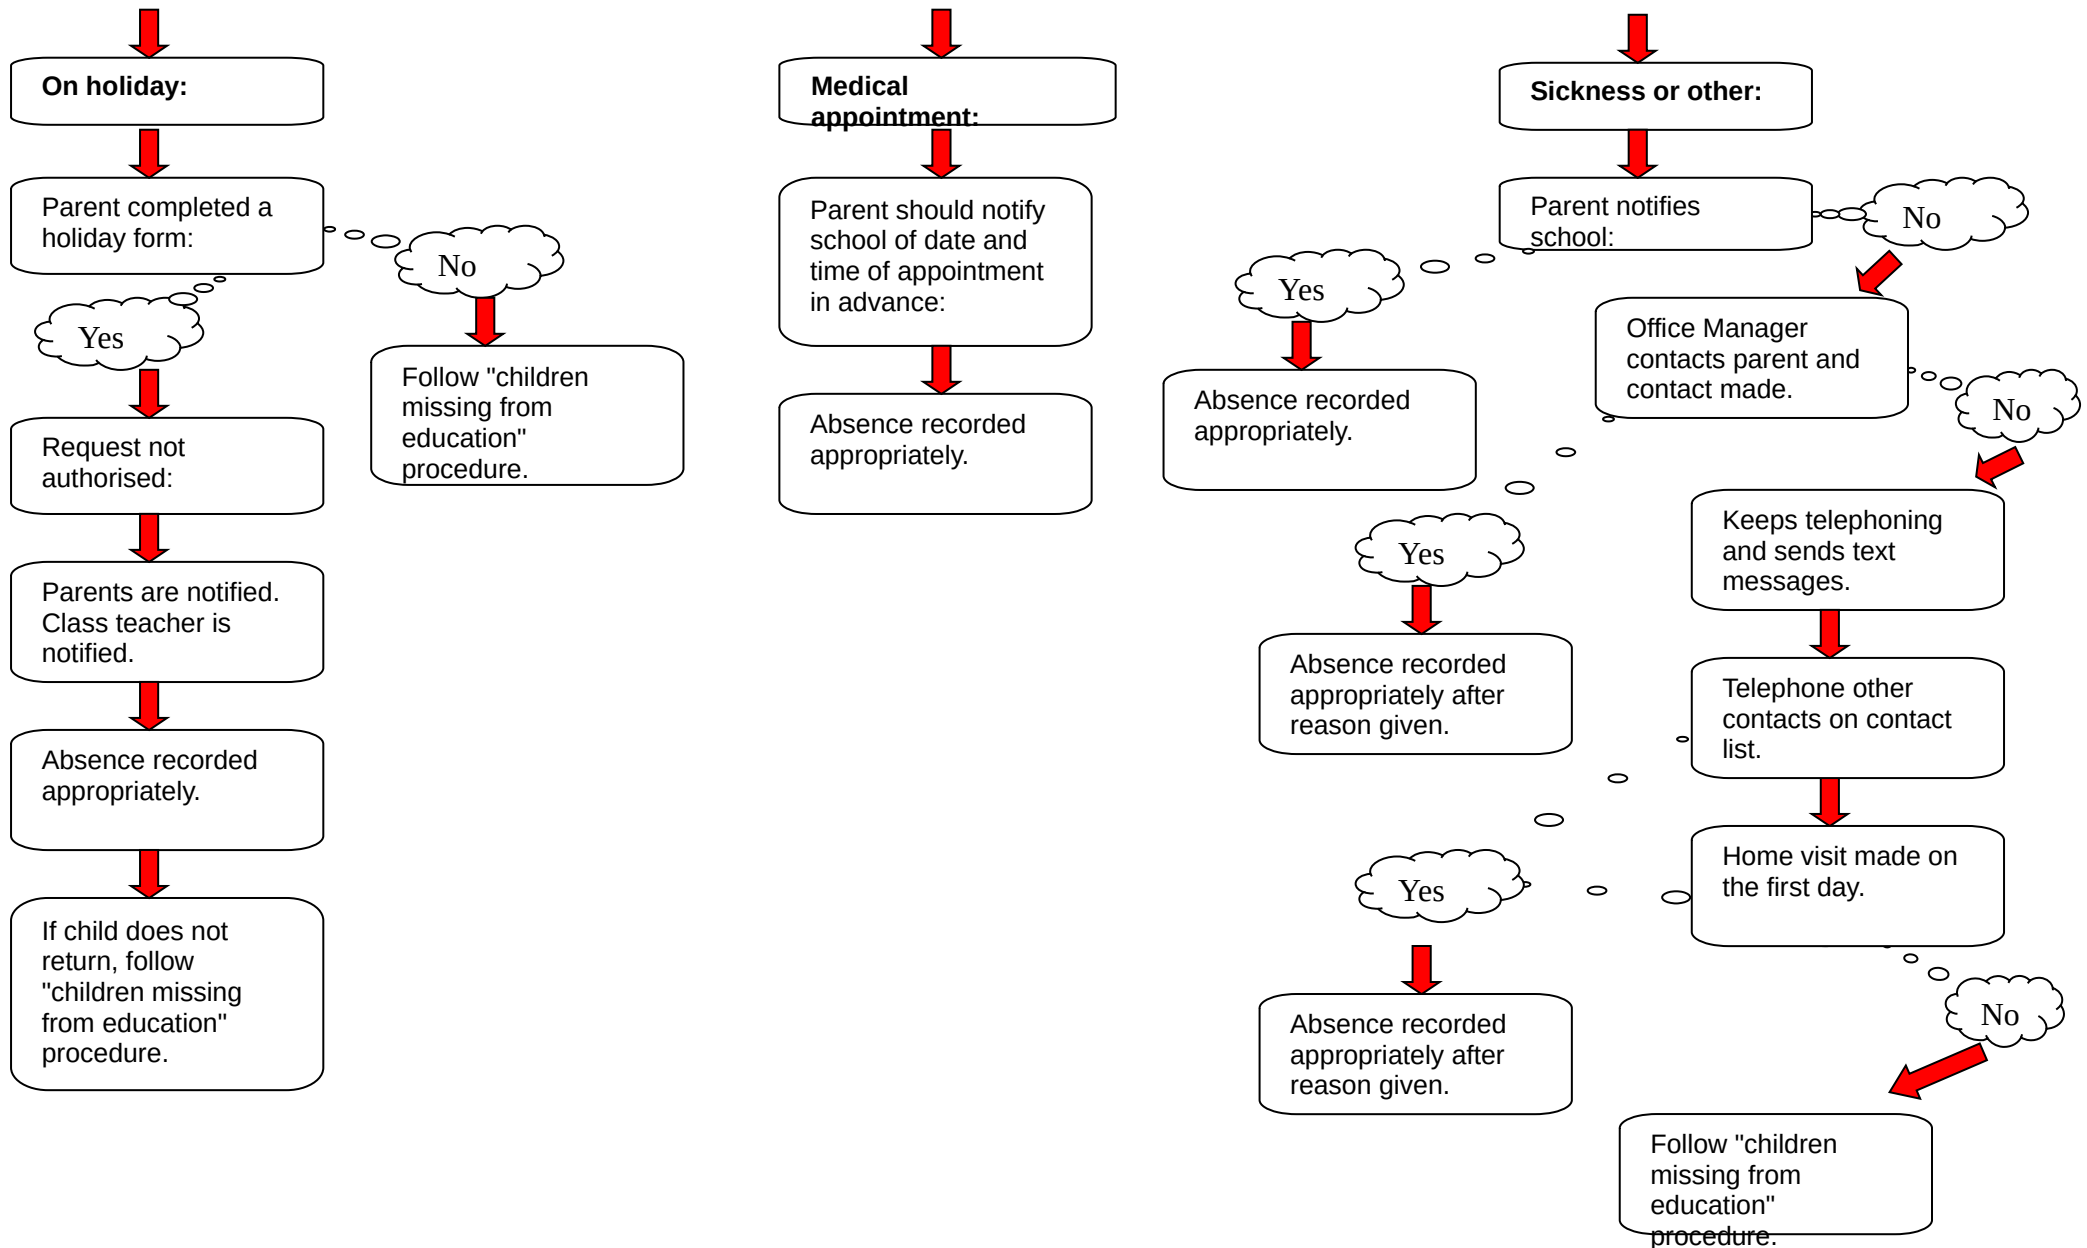 On holiday:
Parent completed a
holiday form:
No
Yes
Follow "children
missing from
education"
procedure.
Request not
authorised:
Parents are notified.
Class teacher is
notified.
Absence recorded
appropriately.
If child does not
return, follow
"children missing
from education"
procedure.
Medical
appointment:
Parent should notify
school of date and
time of appointment
in advance:
Absence recorded
appropriately.
Sickness or other:
Parent notifies
school:
No
Yes
Absence recorded
appropriately.
Office Manager
contacts parent and
contact made.
No
Yes
Absence recorded
appropriately after
reason given.
Keeps telephoning
and sends text
messages.
Telephone other
contacts on contact
list.
Home visit made on
the first day.
Yes
Absence recorded
appropriately after
reason given.
No
Follow "children
missing from
education"
procedure.